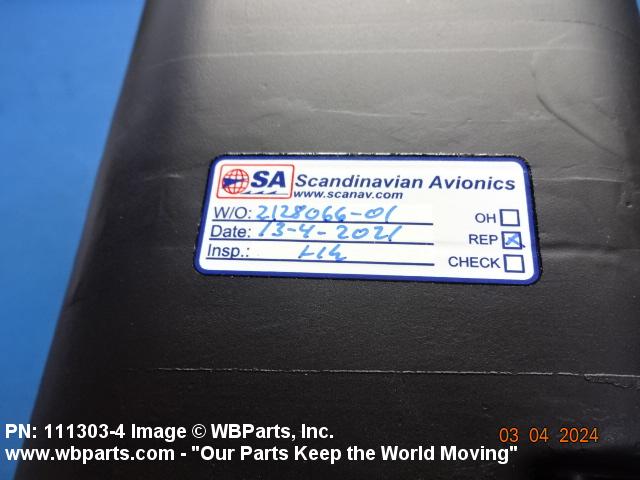 SA Scandinavian Avionics
www.scanav.com
W/O: 2128066-01 OH
Date: 13-4-2021 REP
Insp.: CHECK
PN: 111303-4 Image © WBParts, Inc.
03 04 2024
www.wbparts.com - "Our Parts Keep the World Moving"